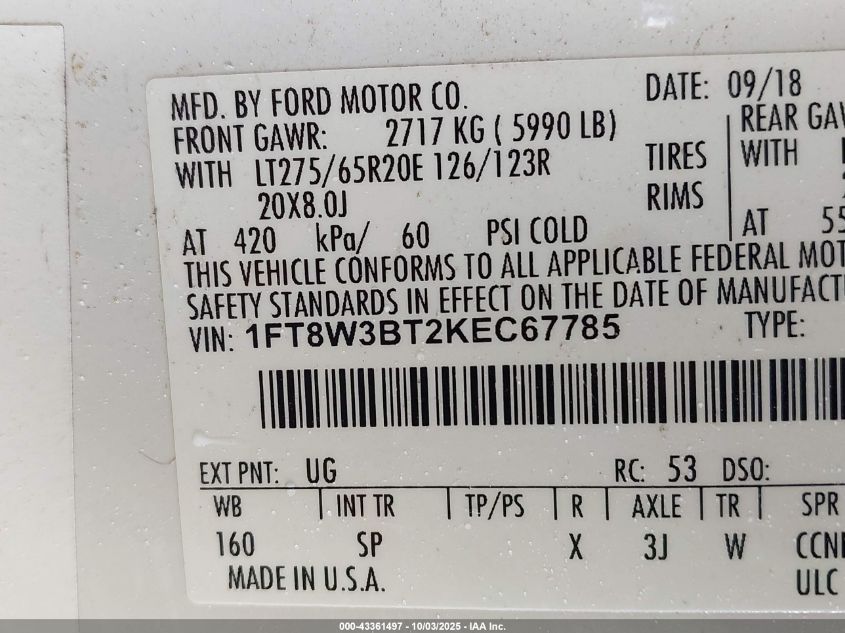 MFD. BY FORD MOTOR CO. DATE: 09/18
FRONT GAWR: 2717 KG ( 5990 LB) REAR
WITH LT275/65R20E 126/123R TIRES WITH
20X8.0J RIMS
AT 420 kPa/ 60 PSI COLD AT 55
THIS VEHICLE CONFORMS TO ALL APPLICABLE FEDERAL
SAFETY STANDARDS IN EFFECT ON THE DATE OF
VIN: 1FT8W3BT2KEC67785 TYPE:
EXT PNT: UG RC: 53 DSO:
WB INT TR TP/PS R AXLE TR SPR
160 SP X 3J W
MADE IN U.S.A. ULC
000-43361497 - 10/03/2025 - IAA Inc.